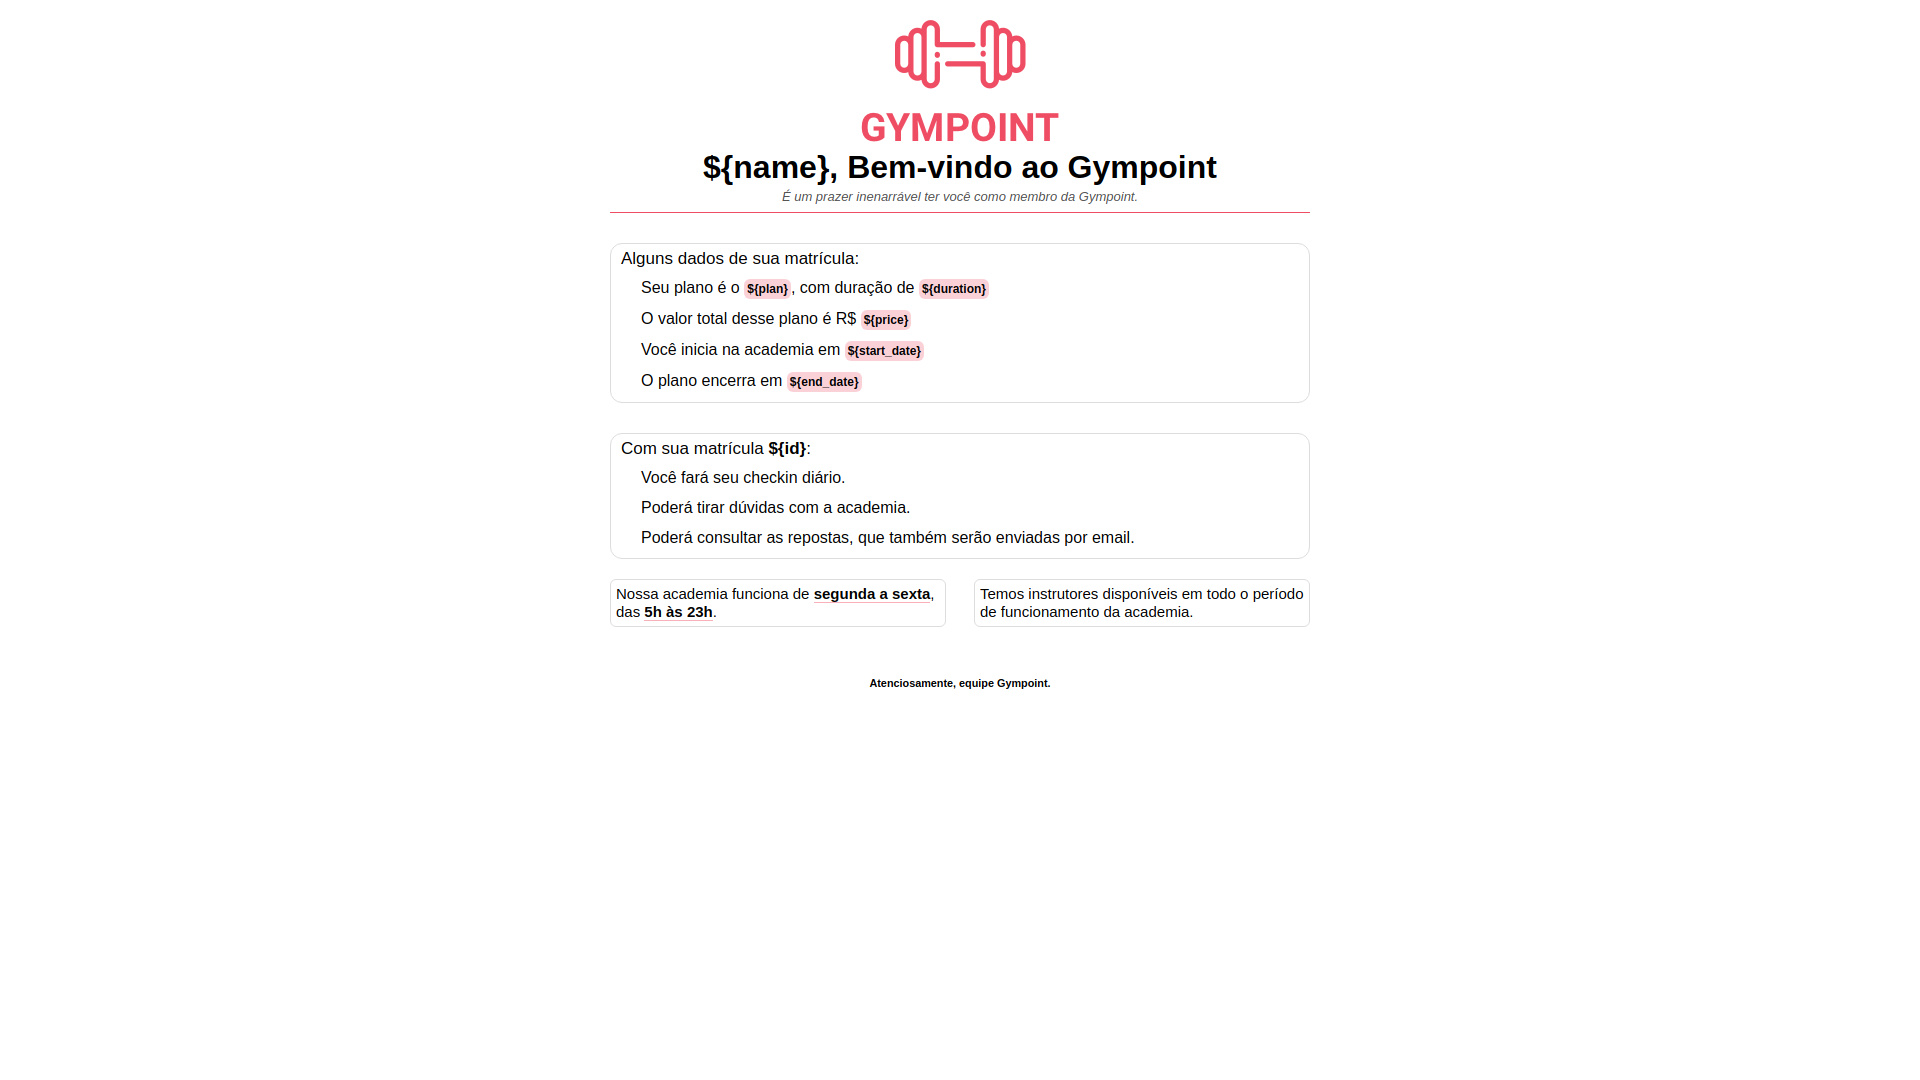 GYMPOINT
${name}, Bem-vindo ao Gympoint
É um prazer inenarrável ter você como membro da Gympoint.
Alguns dados de sua matrícula:
Seu plano é o ${plan}, com duração de ${duration}
O valor total desse plano é R$ ${price}
Você inicia na academia em ${start_date}
O plano encerra em ${end_date}
Com sua matrícula ${id}:
Você fará seu checkin diário.
Poderá tirar dúvidas com a academia.
Poderá consultar as repostas, que também serão enviadas por email.
Nossa academia funciona de segunda a sexta,
das 5h às 23h.
Temos instrutores disponíveis em todo o período
de funcionamento da academia.
Atenciosamente, equipe Gympoint.